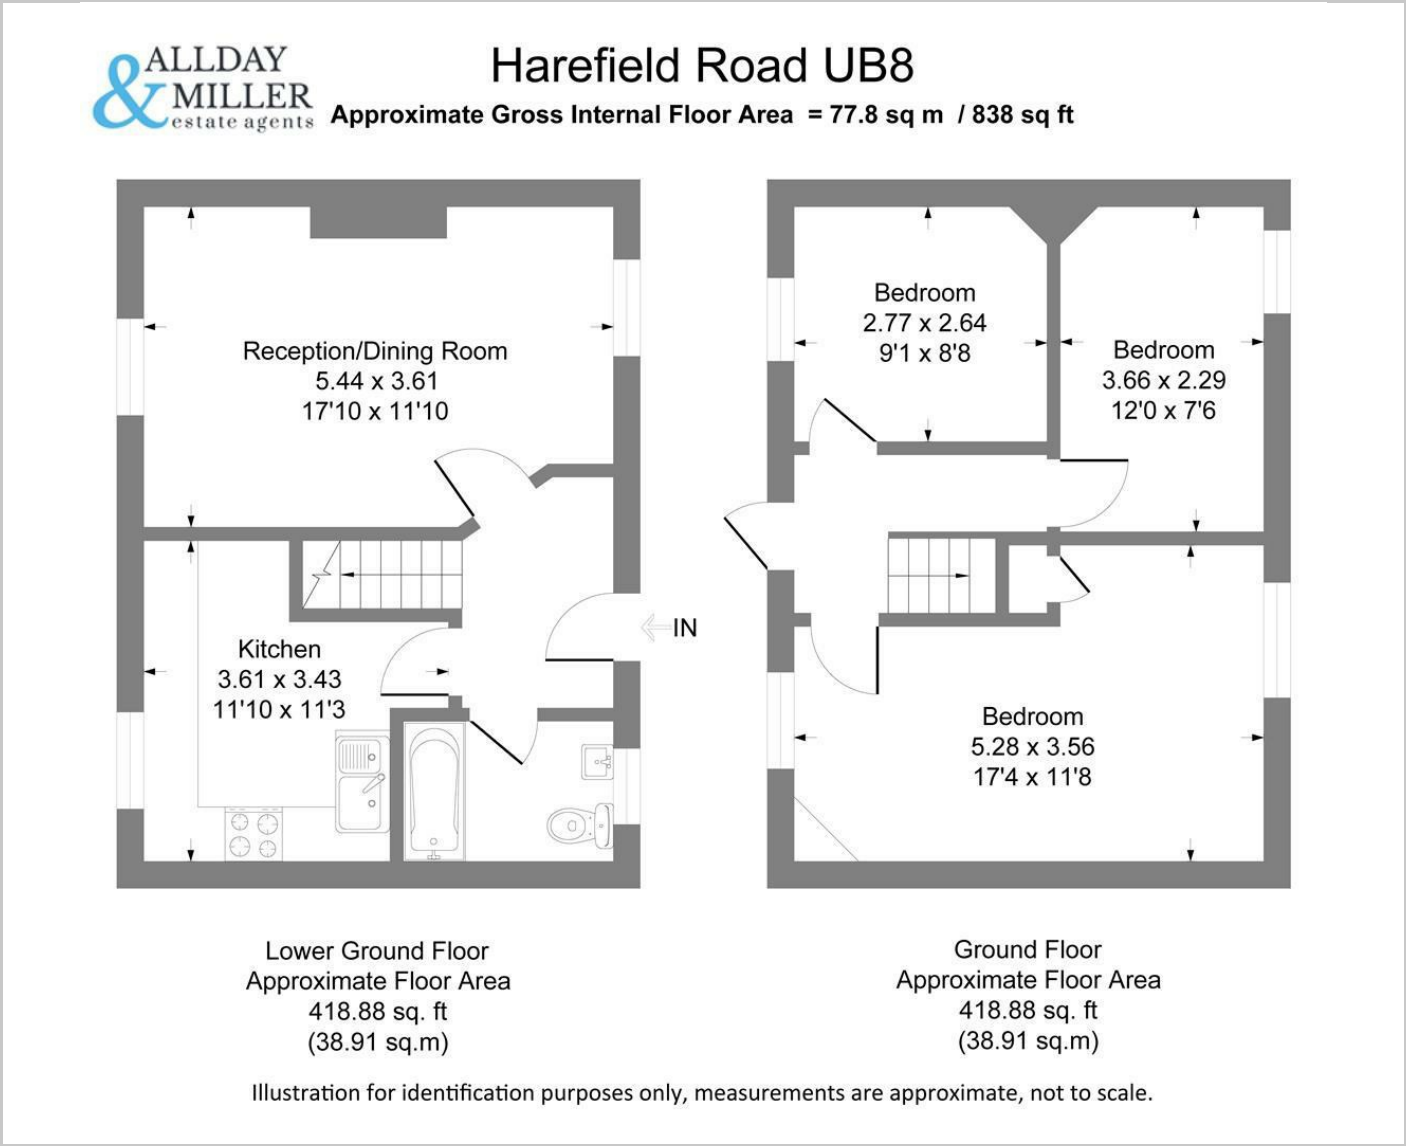 ALLDAY
& MILLER
estate agents
Harefield Road UB8
Approximate Gross Internal Floor Area = 77.8 sq m / 838 sq ft
Reception/Dining Room
5.44 x 3.61
17'10 x 11'10
Kitchen
3.61 x 3.43
11'10 x 11'3
IN
Bedroom
2.77 x 2.64
9'1 x 8'8
Bedroom
3.66 x 2.29
12'0 x 7'6
Bedroom
5.28 x 3.56
17'4 x 11'8
Lower Ground Floor
Approximate Floor Area
418.88 sq. ft
(38.91 sq.m)
Ground Floor
Approximate Floor Area
418.88 sq. ft
(38.91 sq.m)
Illustration for identification purposes only, measurements are approximate, not to scale.